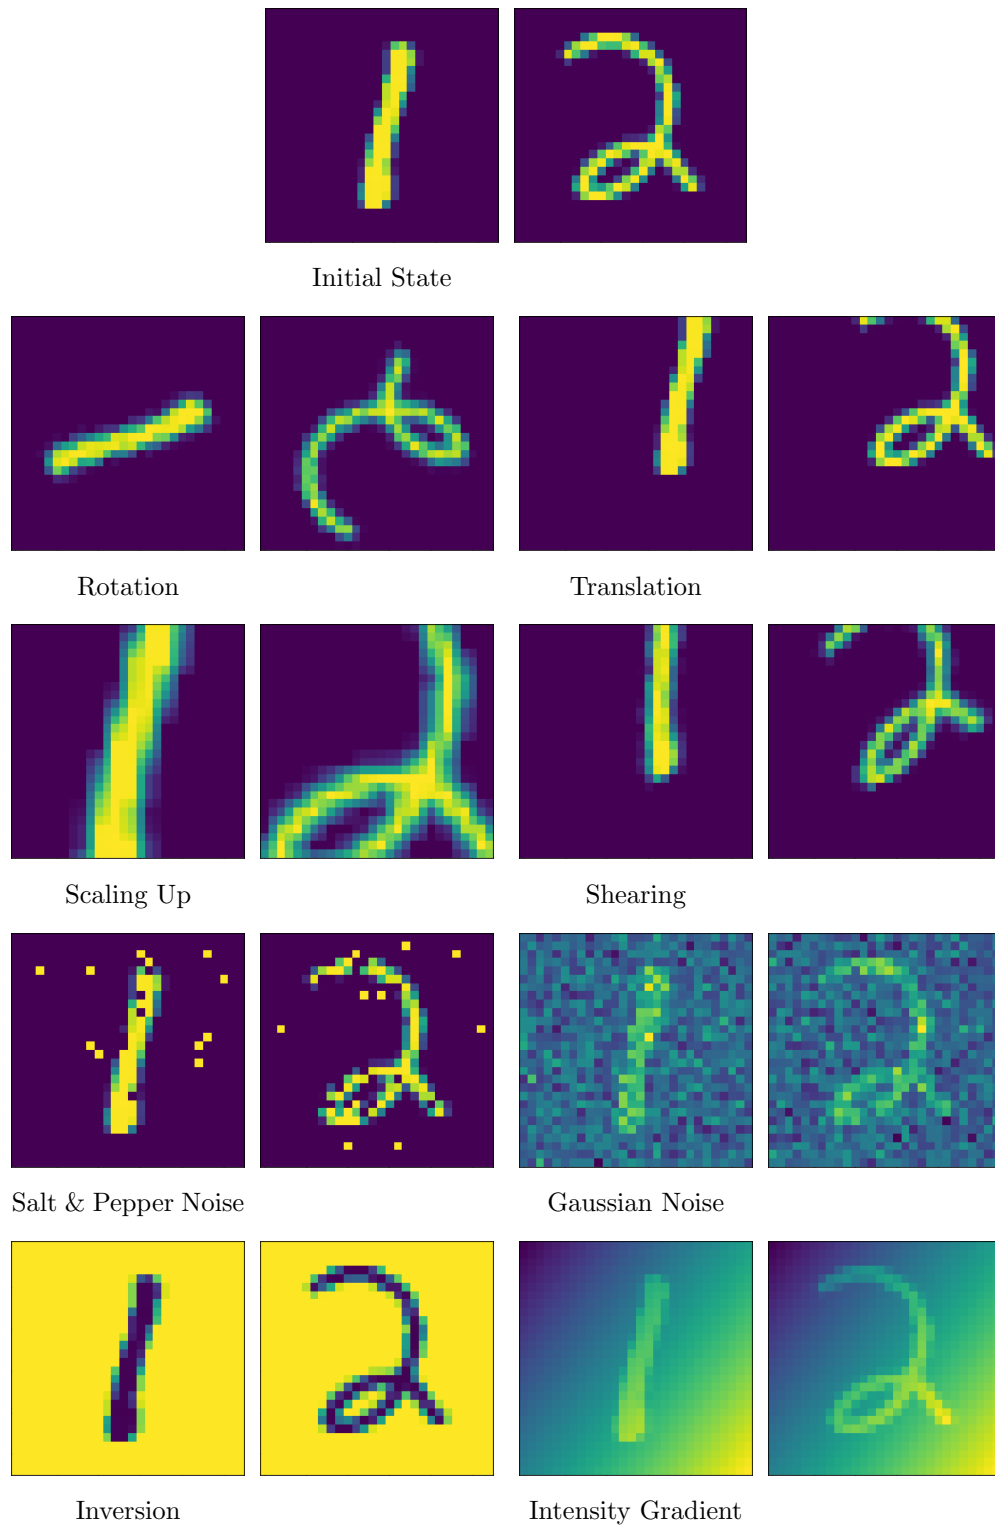 Initial State
Rotation
Translation
Scaling Up
Shearing
Salt & Pepper Noise
Gaussian Noise
Inversion
Intensity Gradient